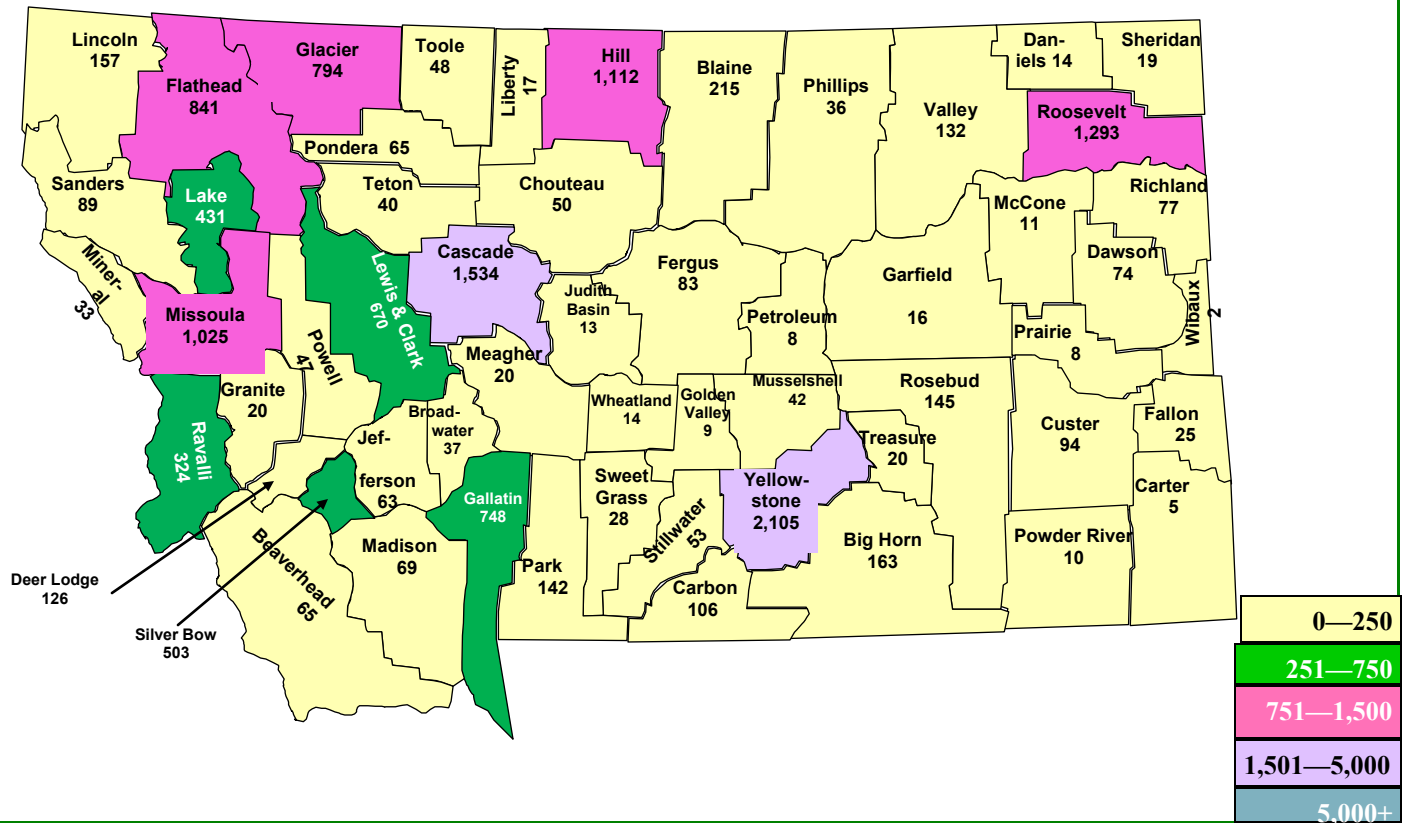 Lincoln
157
Flathead
841
Glacier
794
Toole
48
Liberty
17
Hill
1,112
Blaine
215
Phillips
36
Valley
132
Dan-
iels 14
Sheridan
19
Roosevelt
1,293
Pondera 65
Sanders
89
Lake
431
Teton
40
Chouteau
50
McCone
11
Richland
77
Miner-
al
33
Missoula
1,025
Powell
47
Lewis & Clark
670
Cascade
1,534
Judith
Basin
13
Fergus
83
Petroleum
8
Garfield
16
Dawson
74
Wibaux
2
Prairie
8
Granite
20
Ravalli
324
Meagher
20
Broad-
water
37
Jef-
ferson
63
Wheatland
14
Golden
Valley
9
Musselshell
42
Rosebud
145
Treasure
20
Custer
94
Fallon
25
Carter
5
Gallatin
748
Sweet
Grass
28
Stillwater
53
Yellow-
stone
2,105
Big Horn
163
Powder River
10
Park
142
Carbon
106
Madison
69
Beaverhead
65
Deer Lodge
126
Silver Bow
503
0—250
251—750
751—1,500
1,501—5,000
5,000+